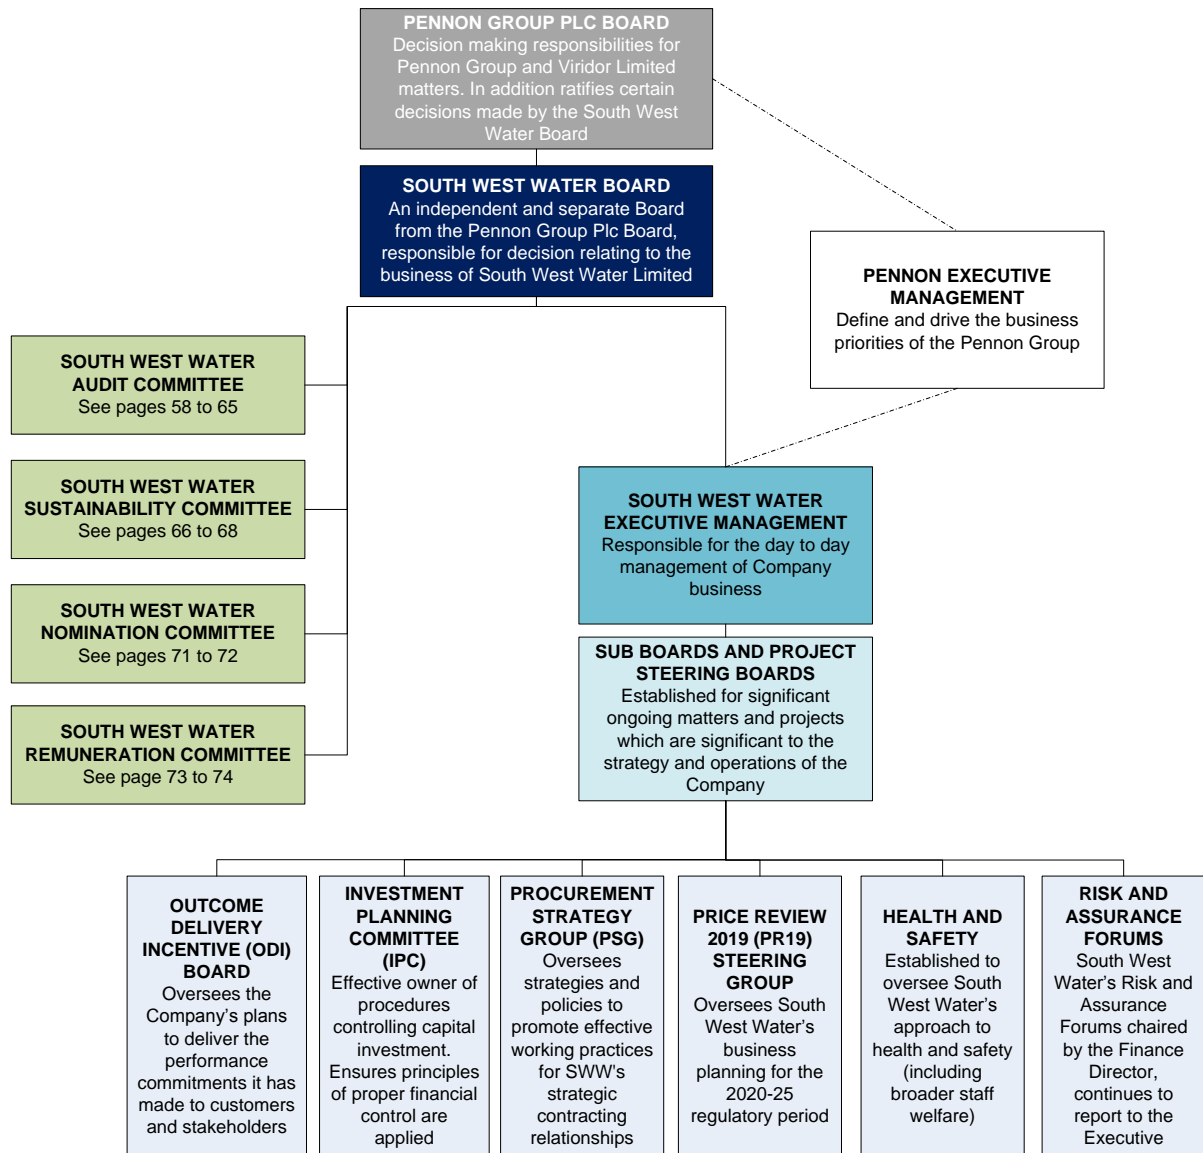 PENNON GROUP PLC BOARD
Decision making responsibilities for
Pennon Group and Viridor Limited
matters. In addition ratifies certain
decisions made by the South West
Water Board
SOUTH WEST WATER BOARD
An independent and separate Board
from the Pennon Group Plc Board,
responsible for decision relating to the
business of South West Water Limited
PENNON EXECUTIVE
MANAGEMENT
Define and drive the business
priorities of the Pennon Group
SOUTH WEST WATER
AUDIT COMMITTEE
See pages 58 to 65
SOUTH WEST WATER
SUSTAINABILITY COMMITTEE
See pages 66 to 68
SOUTH WEST WATER
NOMINATION COMMITTEE
See pages 71 to 72
SOUTH WEST WATER
REMUNERATION COMMITTEE
See page 73 to 74
SOUTH WEST WATER
EXECUTIVE MANAGEMENT
Responsible for the day to day
management of Company
business
SUB BOARDS AND PROJECT
STEERING BOARDS
Established for significant
ongoing matters and projects
which are significant to the
strategy and operations of the
Company
OUTCOME
DELIVERY
INCENTIVE (ODI)
BOARD
Oversees the
Company’s plans
to deliver the
performance
commitments it has
made to customers
and stakeholders
INVESTMENT
PLANNING
COMMITTEE
(IPC)
Effective owner of
procedures
controlling capital
investment.
Ensures principles
of proper financial
control are
applied
PROCUREMENT
STRATEGY
GROUP (PSG)
Oversees
strategies and
policies to
promote effective
working practices
for SWW's
strategic
contracting
relationships
PRICE REVIEW
2019 (PR19)
STEERING
GROUP
Oversees South
West Water’s
business
planning for the
2020-25
regulatory period
HEALTH AND
SAFETY
Established to
oversee South
West Water’s
approach to
health and safety
(including
broader staff
welfare)
RISK AND
ASSURANCE
FORUMS
South West
Water’s Risk and
Assurance
Forums chaired
by the Finance
Director,
continues to
report to the
Executive